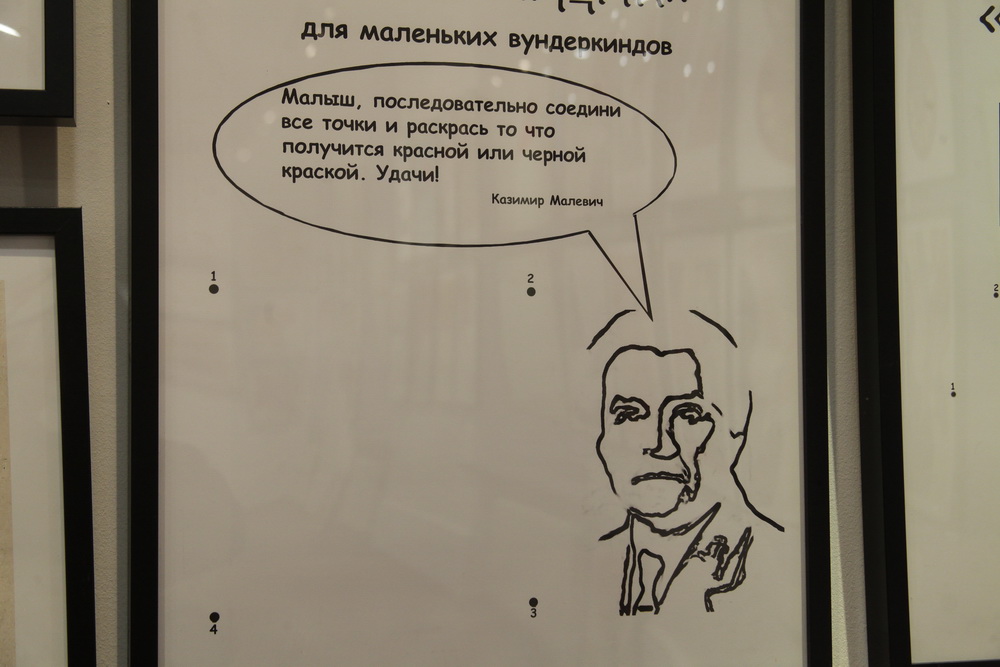 для маленьких вундеркиндов
Малыш, последовательно соедини
все точки и раскрась то что
получится красной или черной
краской. Удачи!
Казимир Малевич
1
2
3
4
2
1
«